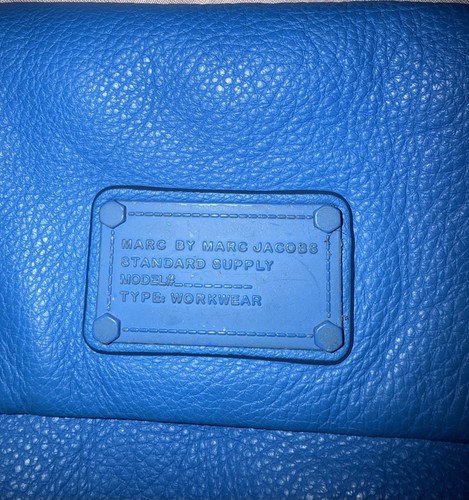 MARC BY MARC JACOBS
STANDARD SUPPLY
MODEL#
TYPE: WORKWEAR